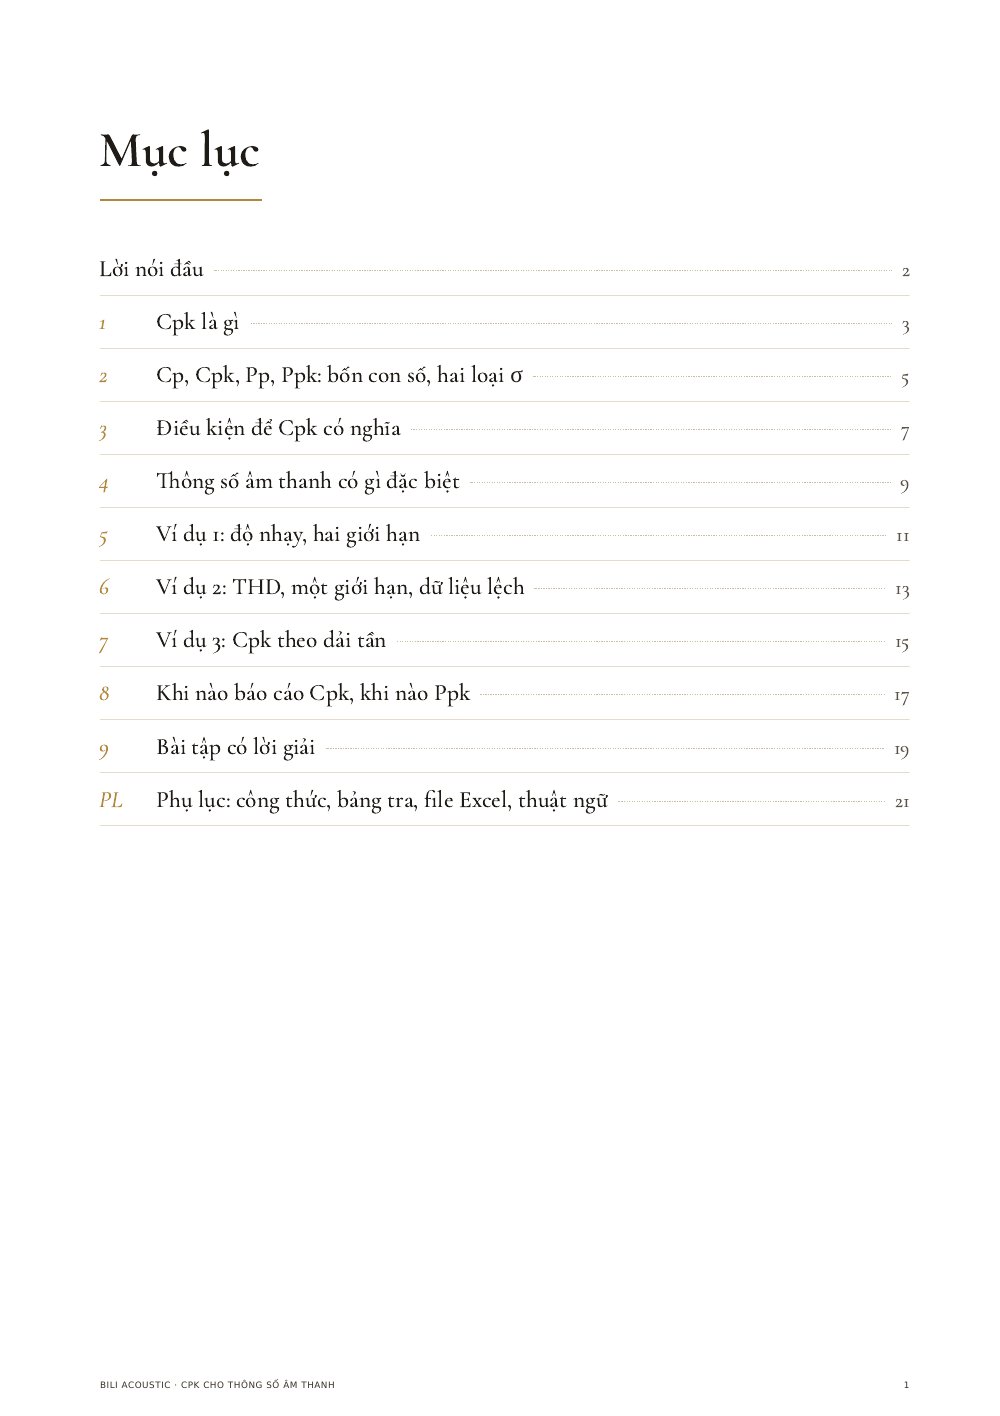 Mục lục
Lời nói đầu 2
1 Cpk là gì 3
2 Cp, Cpk, Pp, Ppk: bốn con số, hai loại σ 5
3 Điều kiện để Cpk có nghĩa 7
4 Thông số âm thanh có gì đặc biệt 9
5 Ví dụ 1: độ nhạy, hai giới hạn 11
6 Ví dụ 2: THD, một giới hạn, dữ liệu lệch 13
7 Ví dụ 3: Cpk theo dải tần 15
8 Khi nào báo cáo Cpk, khi nào Ppk 17
9 Bài tập có lời giải 19
PL Phụ lục: công thức, bảng tra, file Excel, thuật ngữ 21
BILI ACOUSTIC · CPK CHO THÔNG SỐ ÂM THANH 1